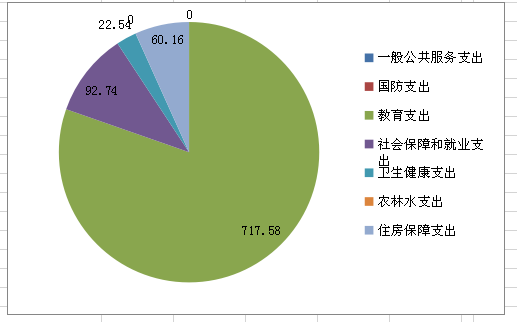 0
0
22.54
60.16
92.74
717.58
一般公共服务支出
国防支出
教育支出
社会保障和就业支
出
卫生健康支出
农林水支出
住房保障支出